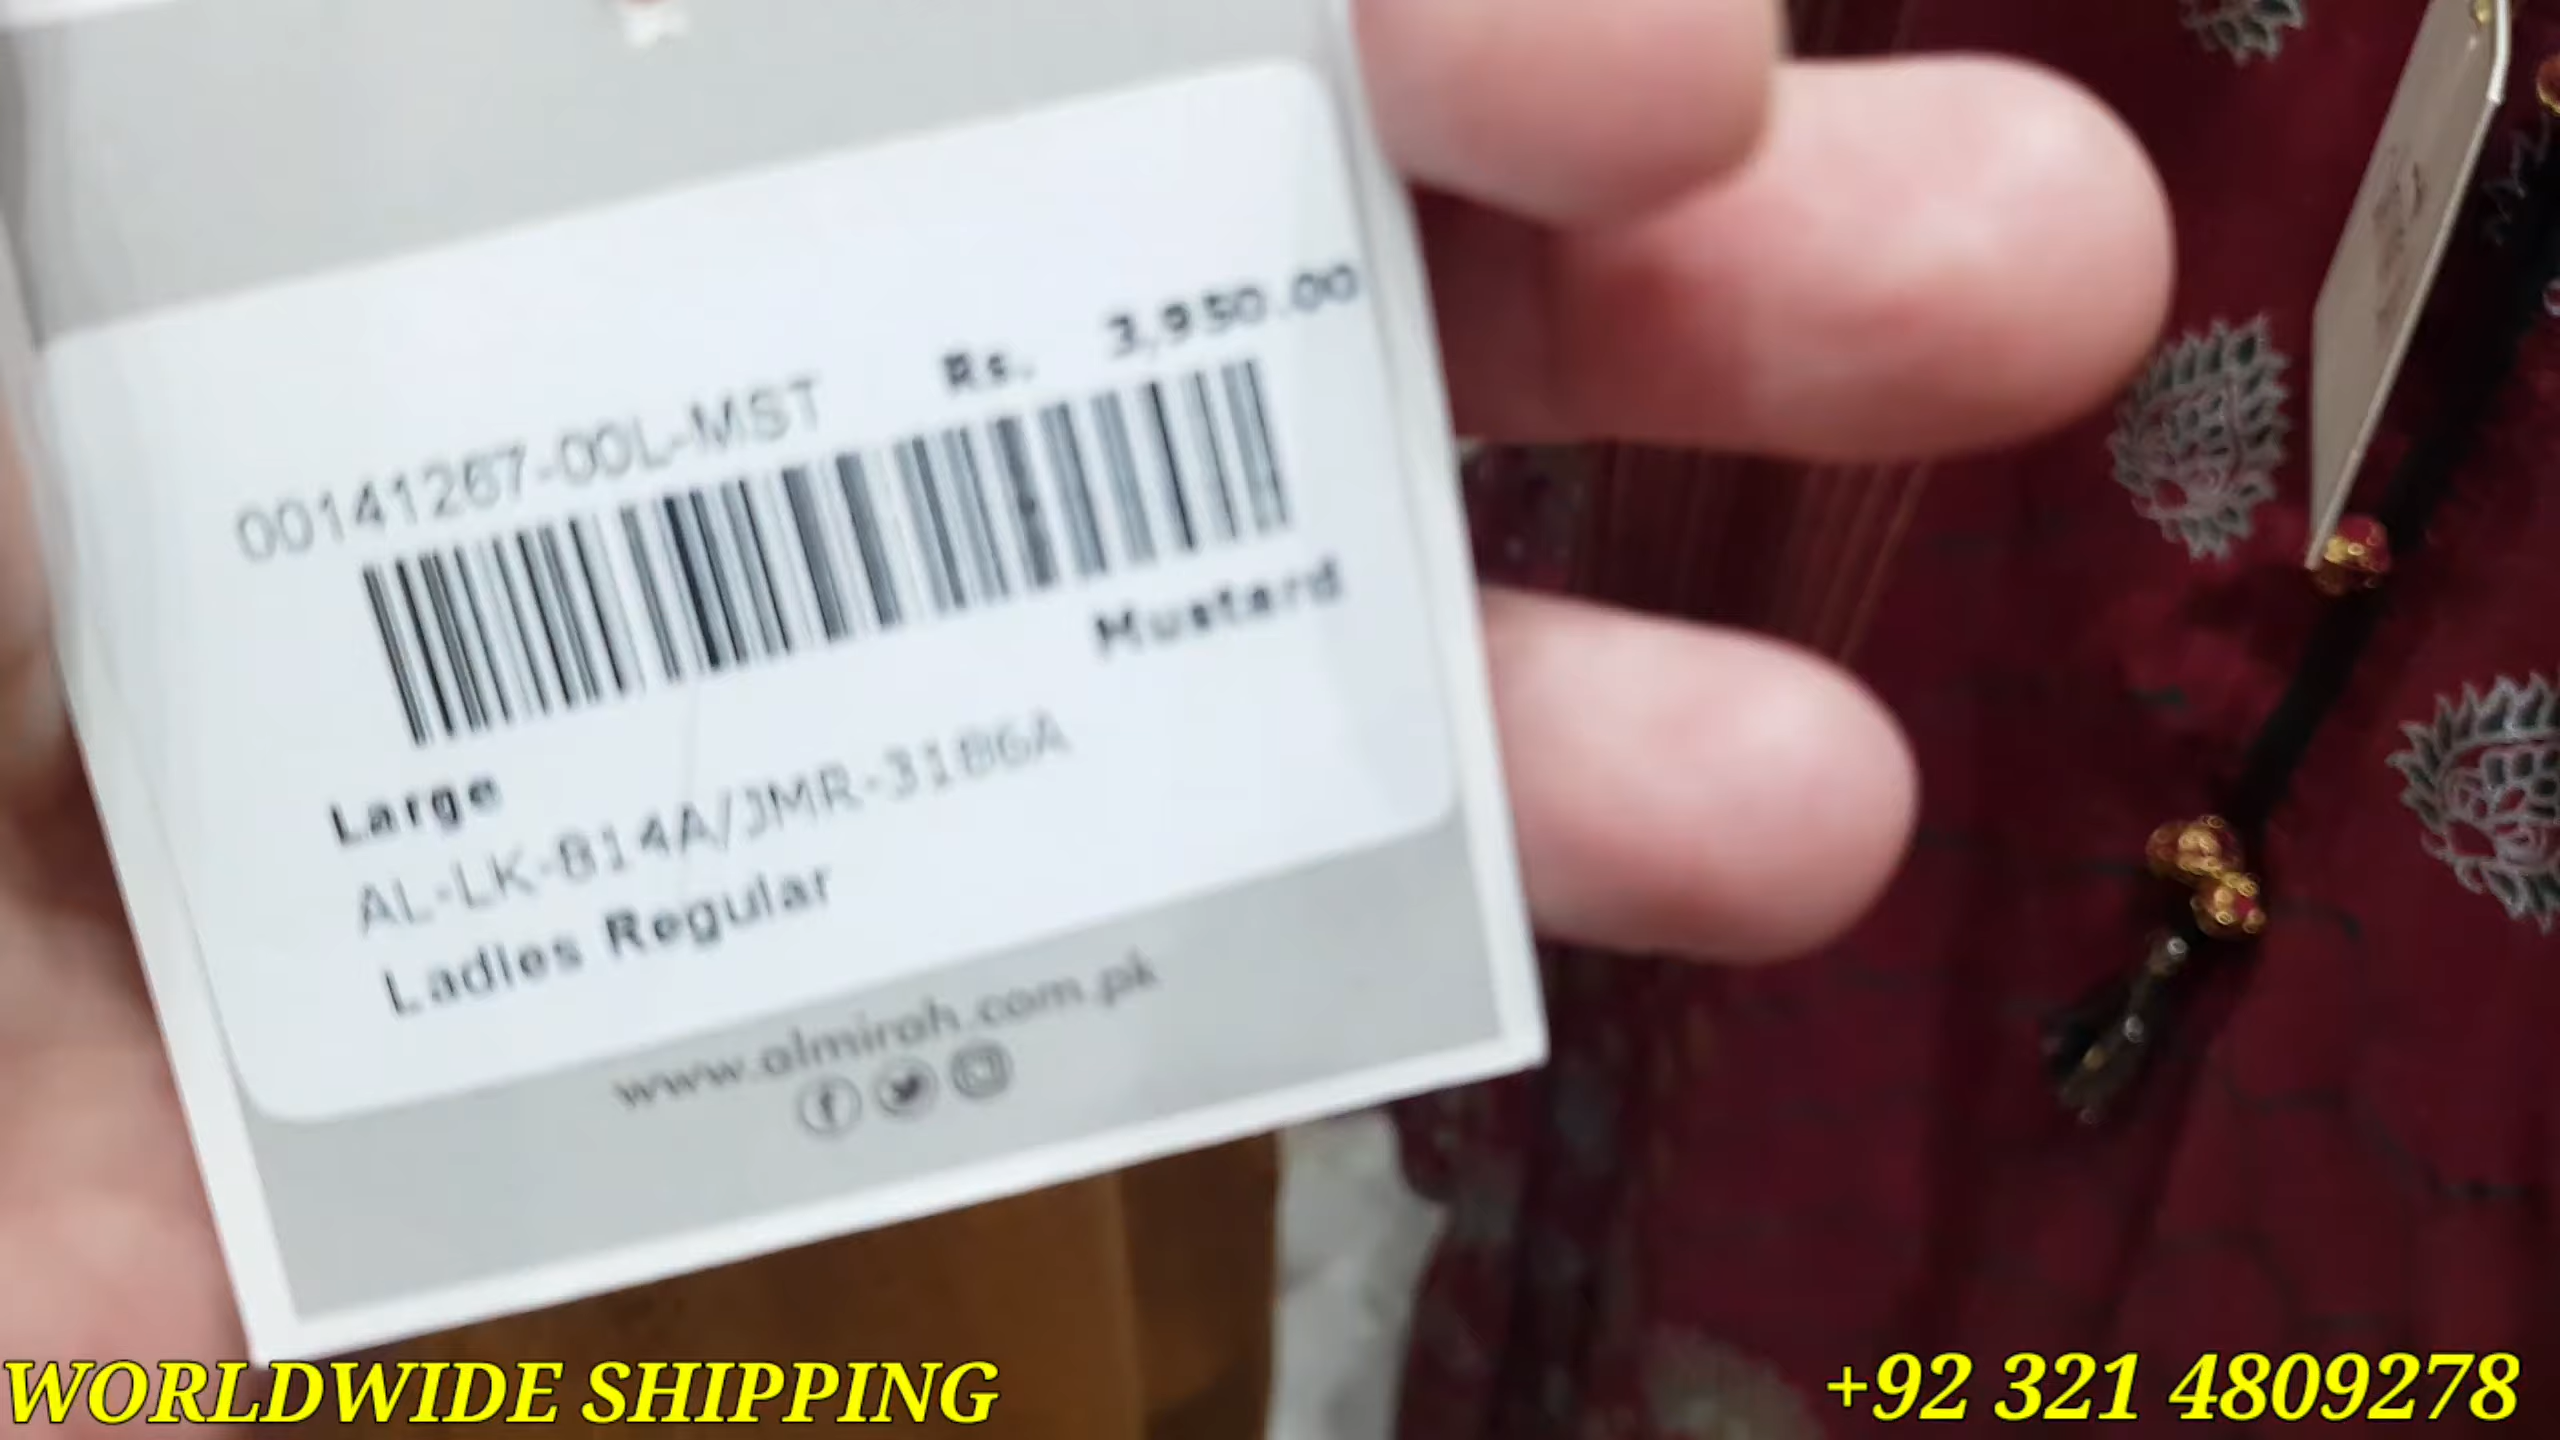 Rs. 3,950.00
00141267-00L-MST
Mustard
Large
AL-LK-814A/JMR-3186A
Ladies Regular
www.almirah.com.pk
WORLDWIDE SHIPPING
+92 321 4809278